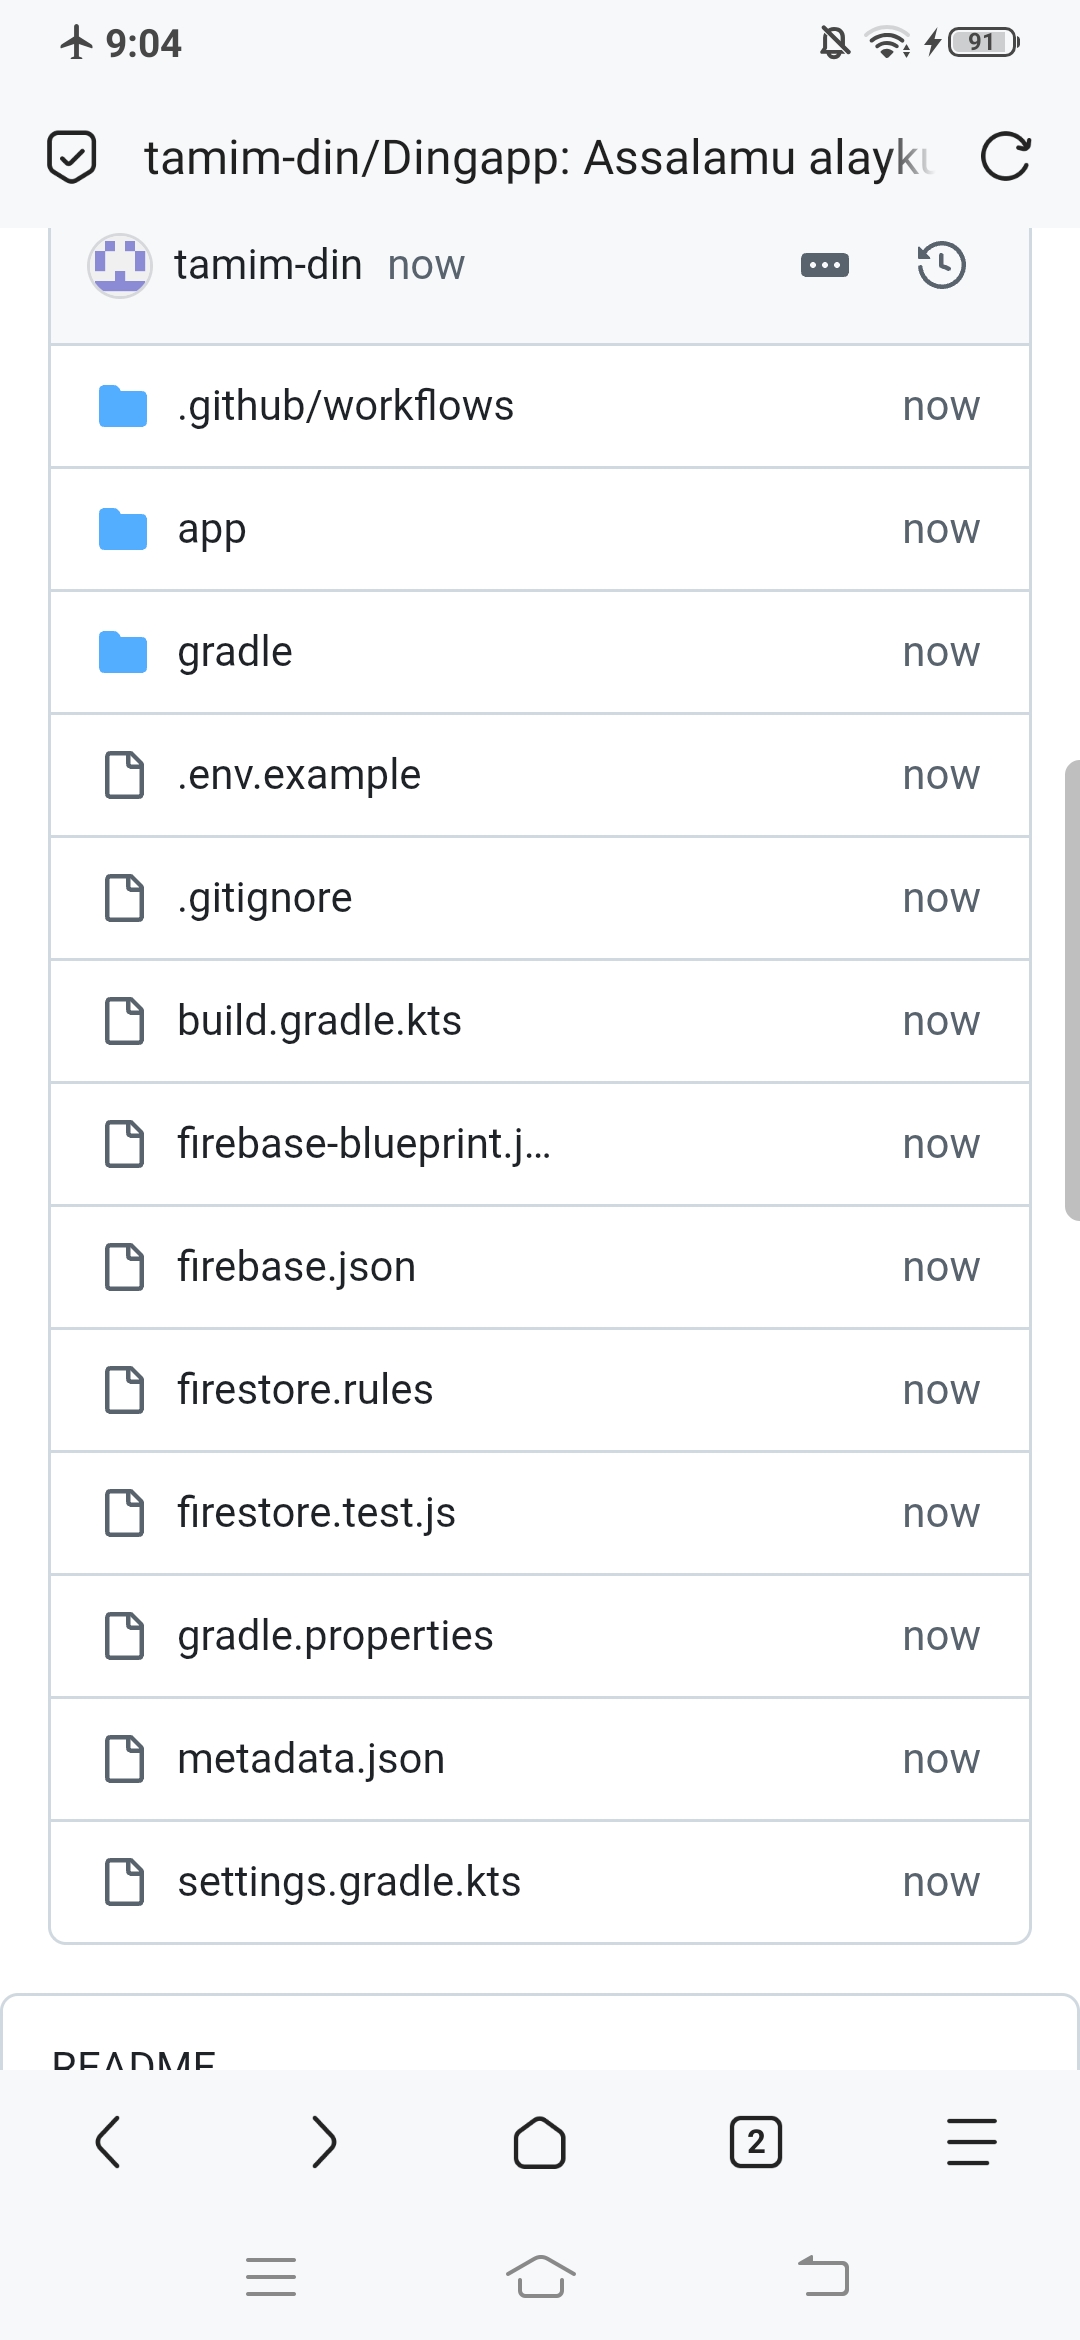 9:04
91
tamim-din/Dingapp: Assalamu alayku
tamim-din now
.github/workflows now
app now
gradle now
.env.example now
.gitignore now
build.gradle.kts now
firebase-blueprint.j... now
firebase.json now
firestore.rules now
firestore.test.js now
gradle.properties now
metadata.json now
settings.gradle.kts now
README
2